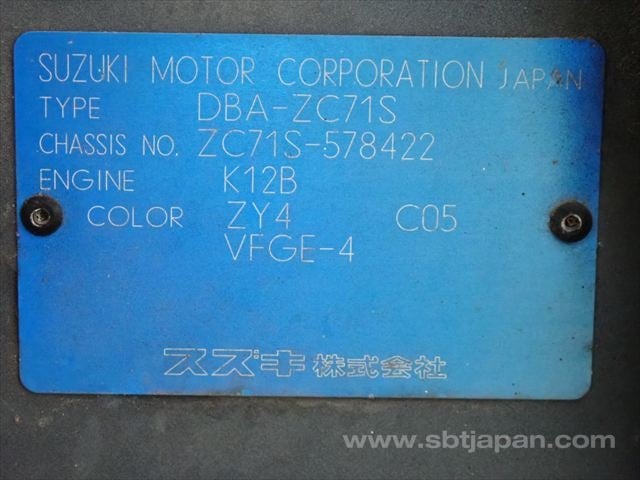 SUZUKI MOTOR CORPORATION JAPAN
TYPE DBA-ZC71S
CHASSIS NO. ZC71S-578422
ENGINE K12B
COLOR ZY4 C05
VFGE-4
スズキ株式会社
www.sbtjapan.com